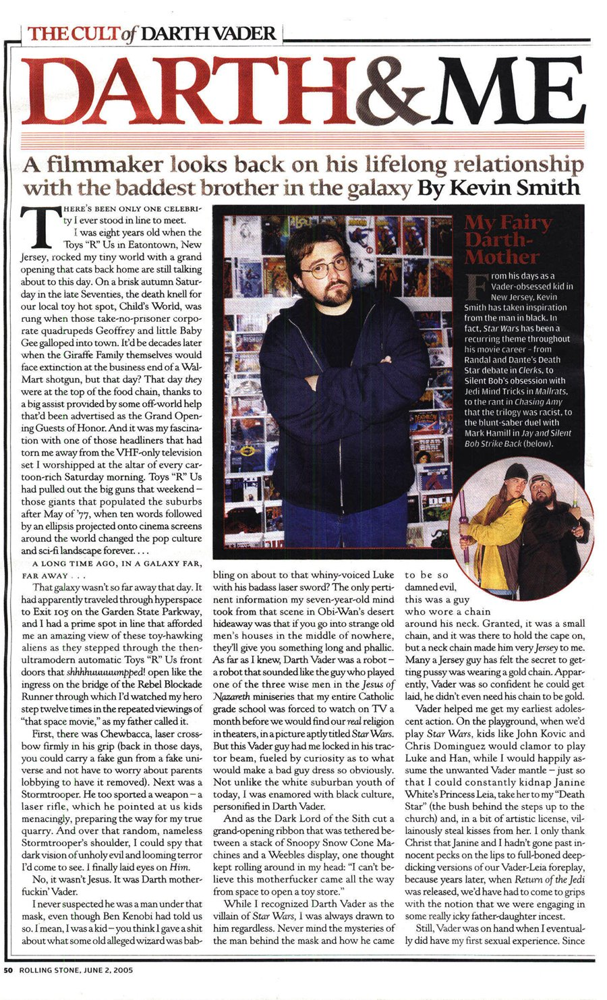 THE CULT of DARTH VADER
DARTH & ME
A filmmaker looks back on his lifelong relationship
with the baddest brother in the galaxy By Kevin Smith
THERE'S BEEN ONLY ONE CELEBRI-
ty I ever stood in line to meet.
I was eight years old when the
Toys "R" Us in Eatontown, New
Jersey, rocked my tiny world with a grand
opening that cats back home are still talking
about to this day. On a brisk autumn Satur-
day in the late Seventies, the death knell for
our local toy hot spot, Child's World, was
rung when those take-no-prisoner corpo-
rate quadrupeds Geoffrey and little Baby
Gee galloped into town. It'd be decades later
when the Giraffe Family themselves would
face extinction at the business end of a Wal-
Mart shotgun, but that day? That day they
were at the top of the food chain, thanks to
a big assist provided by some off-world help
that'd been advertised as the Grand Open-
ing Guests of Honor. And it was my fascina-
tion with one of those headliners that had
torn me away from the VHF-only television
set I worshipped at the altar of every car-
toon-rich Saturday morning. Toys "R" Us
had pulled out the big guns that weekend –
those giants that populated the suburbs
after May of '77, when ten words followed
by an ellipsis projected onto cinema screens
around the world changed the pop culture
and sci-fi landscape forever. . . .
A LONG TIME AGO, IN A GALAXY FAR,
FAR AWAY . . .
That galaxy wasn't so far away that day. It
had apparently traveled through hyperspace
to Exit 105 on the Garden State Parkway,
and I had a prime spot in line that afforded
me an amazing view of these toy-hawking
aliens as they stepped through the then-
ultramodern automatic Toys "R" Us front
doors that shhhhuuuuumpped! open like the
ingress on the bridge of the Rebel Blockade
Runner through which I'd watched my hero
step twelve times in the repeated viewings of
"that space movie," as my father called it.
First, there was Chewbacca, laser cross-
bow firmly in his grip (back in those days,
you could carry a fake gun from a fake uni-
verse and not have to worry about parents
lobbying to have it removed). Next was a
Stormtrooper. He too sported a weapon – a
laser rifle, which he pointed at us kids
menacingly, preparing the way for my true
quarry. And over that random, nameless
Stormtrooper's shoulder, I could spy that
dark vision of unholy evil and looming terror
I'd come to see. I finally laid eyes on Him.
No, it wasn't Jesus. It was Darth mother-
fuckin' Vader.
I never suspected he was a man under that
mask, even though Ben Kenobi had told us
so. I mean, I was a kid – you think I gave a shit
about what some old alleged wizard was bab-
bling on about to that whiny-voiced Luke
with his badass laser sword? The only perti-
nent information my seven-year-old mind
took from that scene in Obi-Wan's desert
hideaway was that if you go into strange old
men's houses in the middle of nowhere,
they'll give you something long and phallic.
As far as I knew, Darth Vader was a robot –
a robot that sounded like the guy who played
one of the three wise men in the Jesus of
Nazareth miniseries that my entire Catholic
grade school was forced to watch on TV a
month before we would find our real religion
in theaters, in a picture aptly titled Star Wars.
But this Vader guy had me locked in his trac-
tor beam, fueled by curiosity as to what
would make a bad guy dress so obviously.
Not unlike the white suburban youth of
today, I was enamored with black culture,
personified in Darth Vader.
And as the Dark Lord of the Sith cut a
grand-opening ribbon that was tethered be-
tween a stack of Snoopy Snow Cone Ma-
chines and a Weebles display, one thought
kept rolling around in my head: "I can't be-
lieve this motherfucker came all the way
from space to open a toy store."
While I recognized Darth Vader as the
villain of Star Wars, I was always drawn to
him regardless. Never mind the mysteries of
the man behind the mask and how he came
to be so
damned evil,
this was a guy
who wore a chain
around his neck. Granted, it was a small
chain, and it was there to hold the cape on,
but a neck chain made him very Jersey to me.
Many a Jersey guy has felt the secret to get-
ting pussy was wearing a gold chain. Appar-
ently, Vader was so confident he could get
laid, he didn't even need his chain to be gold.
Vader helped me get my earliest adoles-
cent action. On the playground, when we'd
play Star Wars, kids like John Kovic and
Chris Dominguez would clamor to play
Luke and Han, while I would happily as-
sume the unwanted Vader mantle – just so
that I could constantly kidnap Janine
White's Princess Leia, take her to my "Death
Star" (the bush behind the steps up to the
church) and, in a bit of artistic license, vil-
lainously steal kisses from her. I only thank
Christ that Janine and I hadn't gone past in-
nocent pecks on the lips to full-boned deep-
dicking versions of our Vader-Leia foreplay,
because years later, when Return of the Jedi
was released, we'd have had to come to grips
with the notion that we were engaging in
some really icky father-daughter incest.
Still, Vader was on hand when I eventual-
ly did have my first sexual experience. Since
My Fairy
Darth-
Mother
From his days as a
Vader-obsessed kid in
New Jersey, Kevin
Smith has taken inspiration
from the man in black. In
fact, Star Wars has been a
recurring theme throughout
his movie career – from
Randal and Dante's Death
Star debate in Clerks, to
Silent Bob's obsession with
Jedi Mind Tricks in Mallrats,
to the rant in Chasing Amy
that the trilogy was racist, to
the blunt-saber duel with
Mark Hamill in Jay and Silent
Bob Strike Back (below).
BISHOP
DEATHBLOW
DCU
50 ROLLING STONE, JUNE 2, 2005